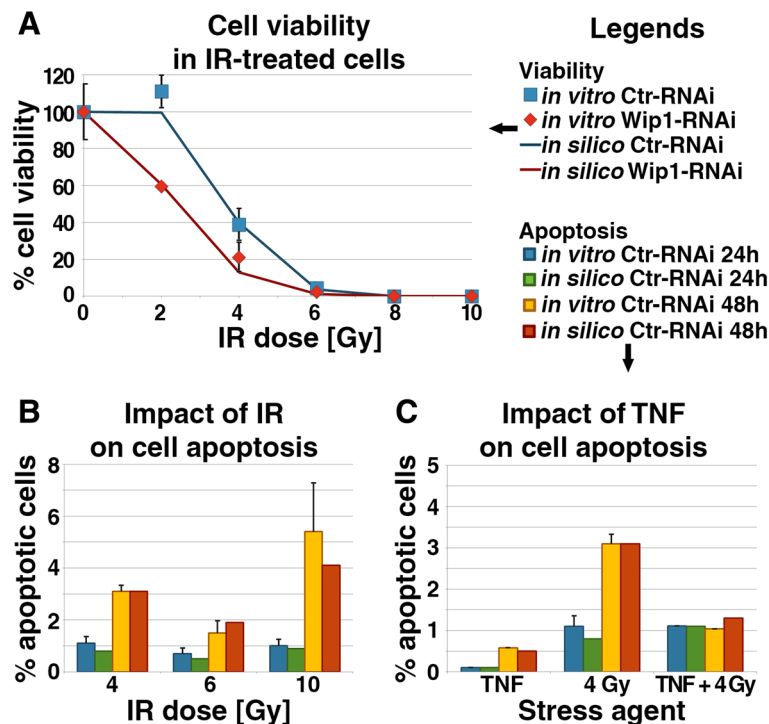 A
Cell viability
in IR-treated cells
% cell viability
120
100
80
60
40
20
0
0 2 4 6 8 10
IR dose [Gy]
Legends
Viability
in vitro Ctr-RNAi
in vitro Wip1-RNAi
in silico Ctr-RNAi
in silico Wip1-RNAi
Apoptosis
in vitro Ctr-RNAi 24h
in silico Ctr-RNAi 24h
in vitro Ctr-RNAi 48h
in silico Ctr-RNAi 48h
B
Impact of IR
on cell apoptosis
% apoptotic cells
8
6
4
2
0
4 6 10
IR dose [Gy]
C
Impact of TNF
on cell apoptosis
% apoptotic cells
5
4
3
2
1
0
TNF 4 Gy TNF + 4Gy
Stress agent